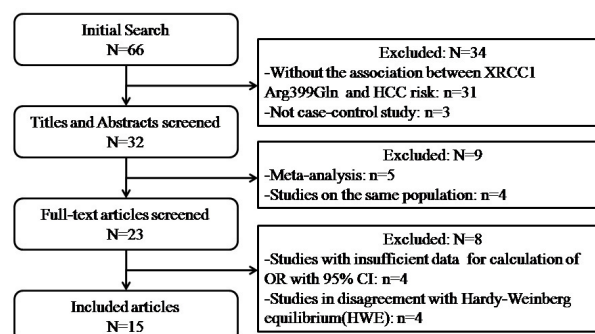 Initial Search
N=66
Excluded: N=34
-Without the association between XRCC1
Arg399Gln and HCC risk: n=31
-Not case-control study: n=3
Titles and Abstracts screened
N=32
Excluded: N=9
-Meta-analysis: n=5
-Studies on the same population: n=4
Full-text articles screened
N=23
Excluded: N=8
-Studies with insufficient data for calculation of
OR with 95% CI: n=4
-Studies in disagreement with Hardy-Weinberg
equilibrium(HWE): n=4
Included articles
N=15